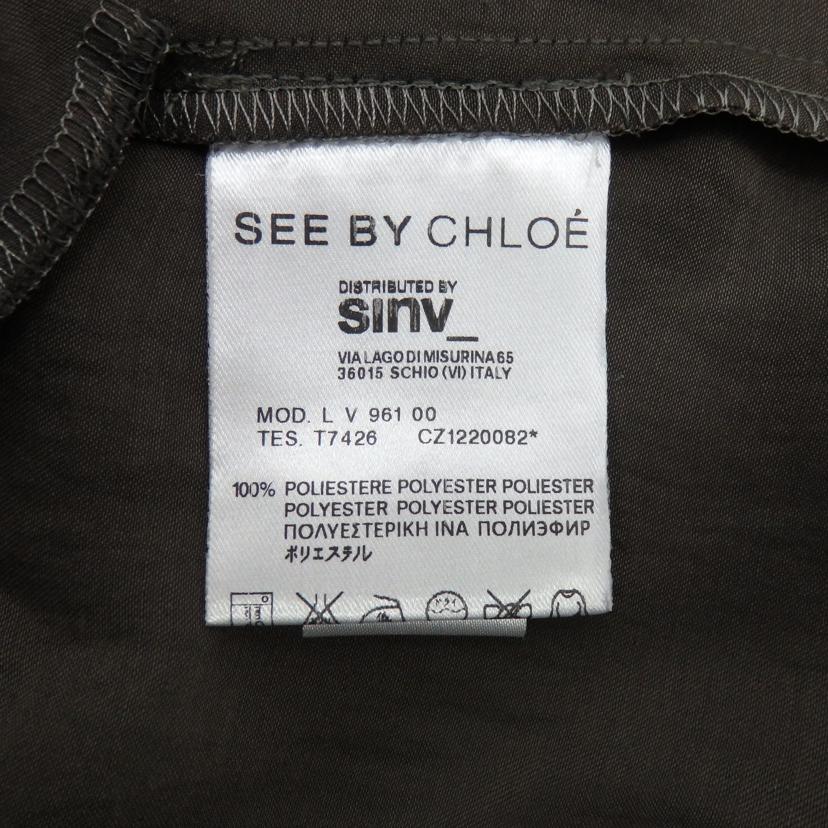 SEE BY CHLOÉ
DISTRIBUTED BY
sinv_
VIA LAGO DI MISURINA 65
36015 SCHIO (VI) ITALY
MOD. L V 961 00
TES. T7426 CZ1220082*
100% POLIESTERE POLYESTER POLIESTER
POLYESTER POLYESTER POLIESTER
ΠΟΛΥΕΣΤΕΡΙΚΗ ΙΝΑ ПОЛИЭФИР
ポリエステル